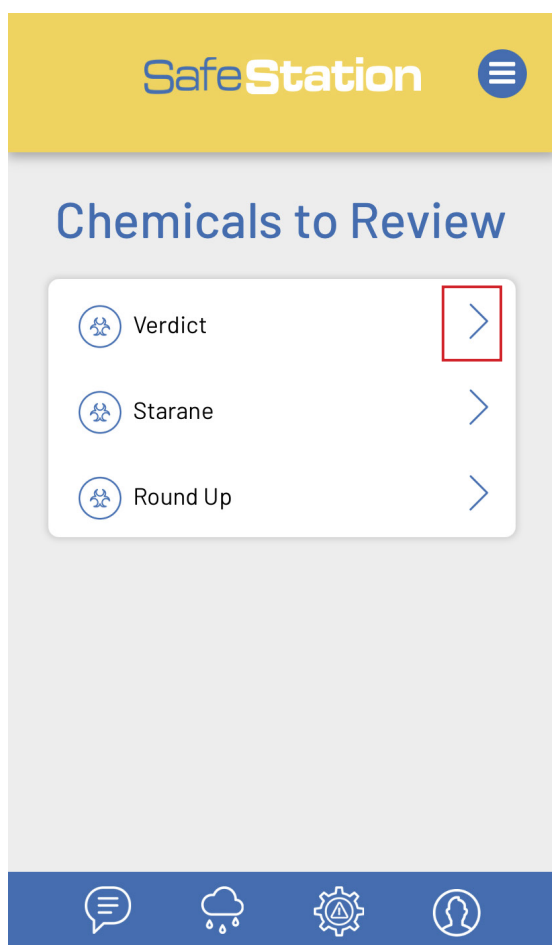 SafeStation
Chemicals to Review
Verdict
Starane
Round Up